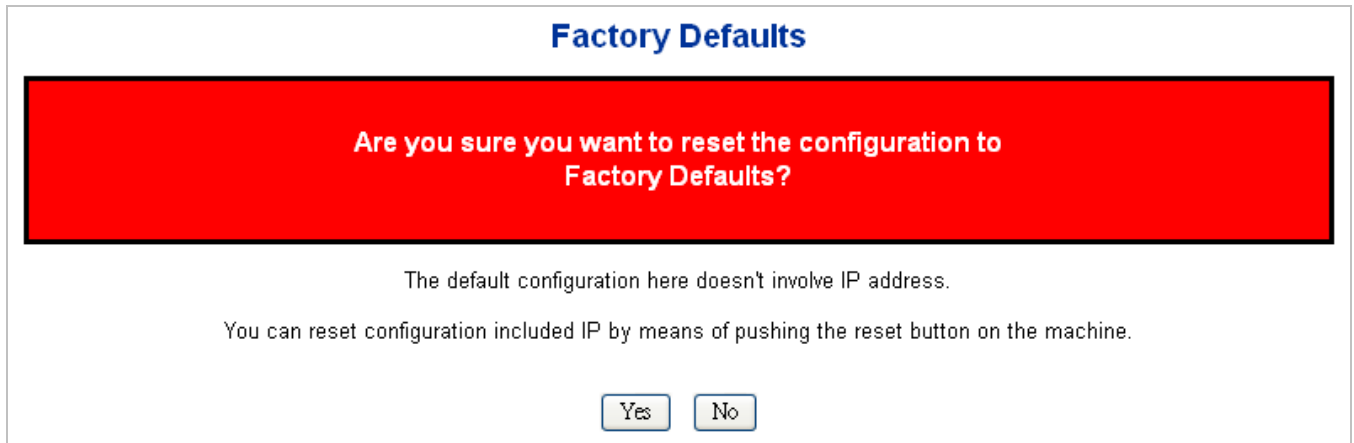 Factory Defaults
Are you sure you want to reset the configuration to
Factory Defaults?
The default configuration here doesn't involve IP address.
You can reset configuration included IP by means of pushing the reset button on the machine.
Yes No